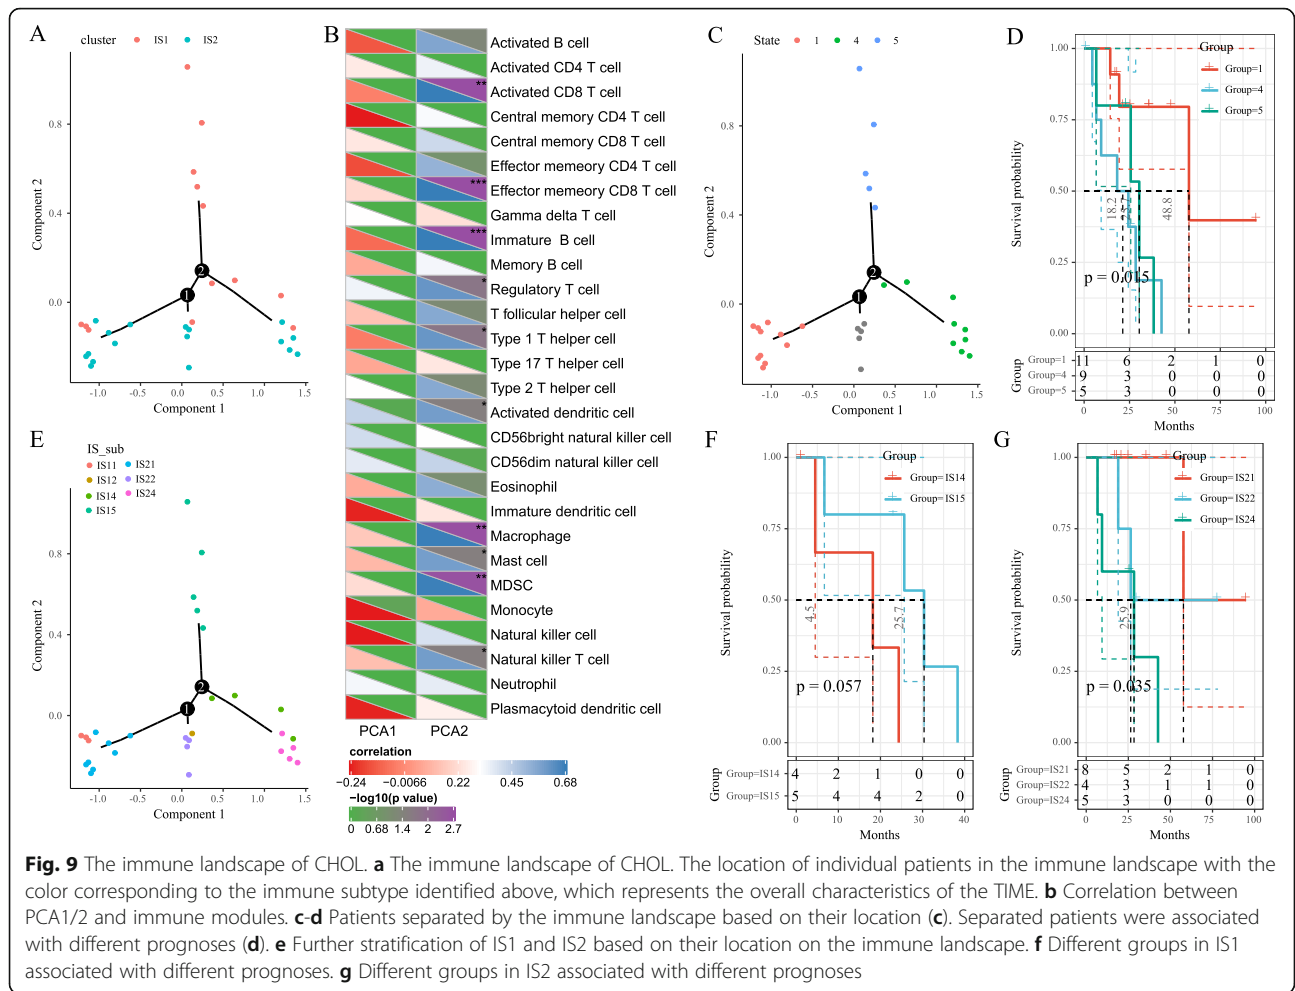 A
cluster IS1 IS2
Component 2
0.8
0.4
0.0
2
1
-1.0 -0.5 0.0 0.5 1.0 1.5
Component 1
B
Activated B cell
Activated CD4 T cell
** Activated CD8 T cell
Central memory CD4 T cell
Central memory CD8 T cell
Effector memeory CD4 T cell
*** Effector memeory CD8 T cell
Gamma delta T cell
*** Immature B cell
Memory B cell
* Regulatory T cell
T follicular helper cell
* Type 1 T helper cell
Type 17 T helper cell
Type 2 T helper cell
* Activated dendritic cell
CD56bright natural killer cell
CD56dim natural killer cell
Eosinophil
Immature dendritic cell
** Macrophage
* Mast cell
** MDSC
Monocyte
Natural killer cell
* Natural killer T cell
Neutrophil
Plasmacytoid dendritic cell
PCA1 PCA2
correlation
−0.24 −0.0066 0.22 0.45 0.68
−log10(p value)
0 0.68 1.4 2 2.7
C
State 1 4 5
Component 2
0.8
0.4
0.0
2
1
-1.0 -0.5 0.0 0.5 1.0 1.5
Component 1
D
Group
Group=1
Group=4
Group=5
Survival probability
1.00
0.75
0.50
0.25
0.00
18.2
48.8
p = 0.015
Group
Group=1 11 6 2 1 0
Group=4 9 3 0 0 0
Group=5 5 3 0 0 0
0 25 50 75 100
Months
E
IS_sub
IS11 IS21
IS12 IS22
IS14 IS24
IS15
Component 2
0.8
0.4
0.0
2
1
-1.0 -0.5 0.0 0.5 1.0 1.5
Component 1
F
Group
Group=IS14
Group=IS15
Survival probability
1.00
0.75
0.50
0.25
0.00
4.5
25.7
p = 0.057
Group
Group=IS14 4 2 1 0 0
Group=IS15 5 4 4 2 0
0 10 20 30 40
Months
G
Group
Group=IS21
Group=IS22
Group=IS24
Survival probability
1.00
0.75
0.50
0.25
0.00
25.9
p = 0.035
Group
Group=IS21 8 5 2 1 0
Group=IS22 4 3 1 1 0
Group=IS24 5 3 0 0 0
0 25 50 75 100
Months
Fig. 9 The immune landscape of CHOL. a The immune landscape of CHOL. The location of individual patients in the immune landscape with the
color corresponding to the immune subtype identified above, which represents the overall characteristics of the TIME. b Correlation between
PCA1/2 and immune modules. c-d Patients separated by the immune landscape based on their location (c). Separated patients were associated
with different prognoses (d). e Further stratification of IS1 and IS2 based on their location on the immune landscape. f Different groups in IS1
associated with different prognoses. g Different groups in IS2 associated with different prognoses